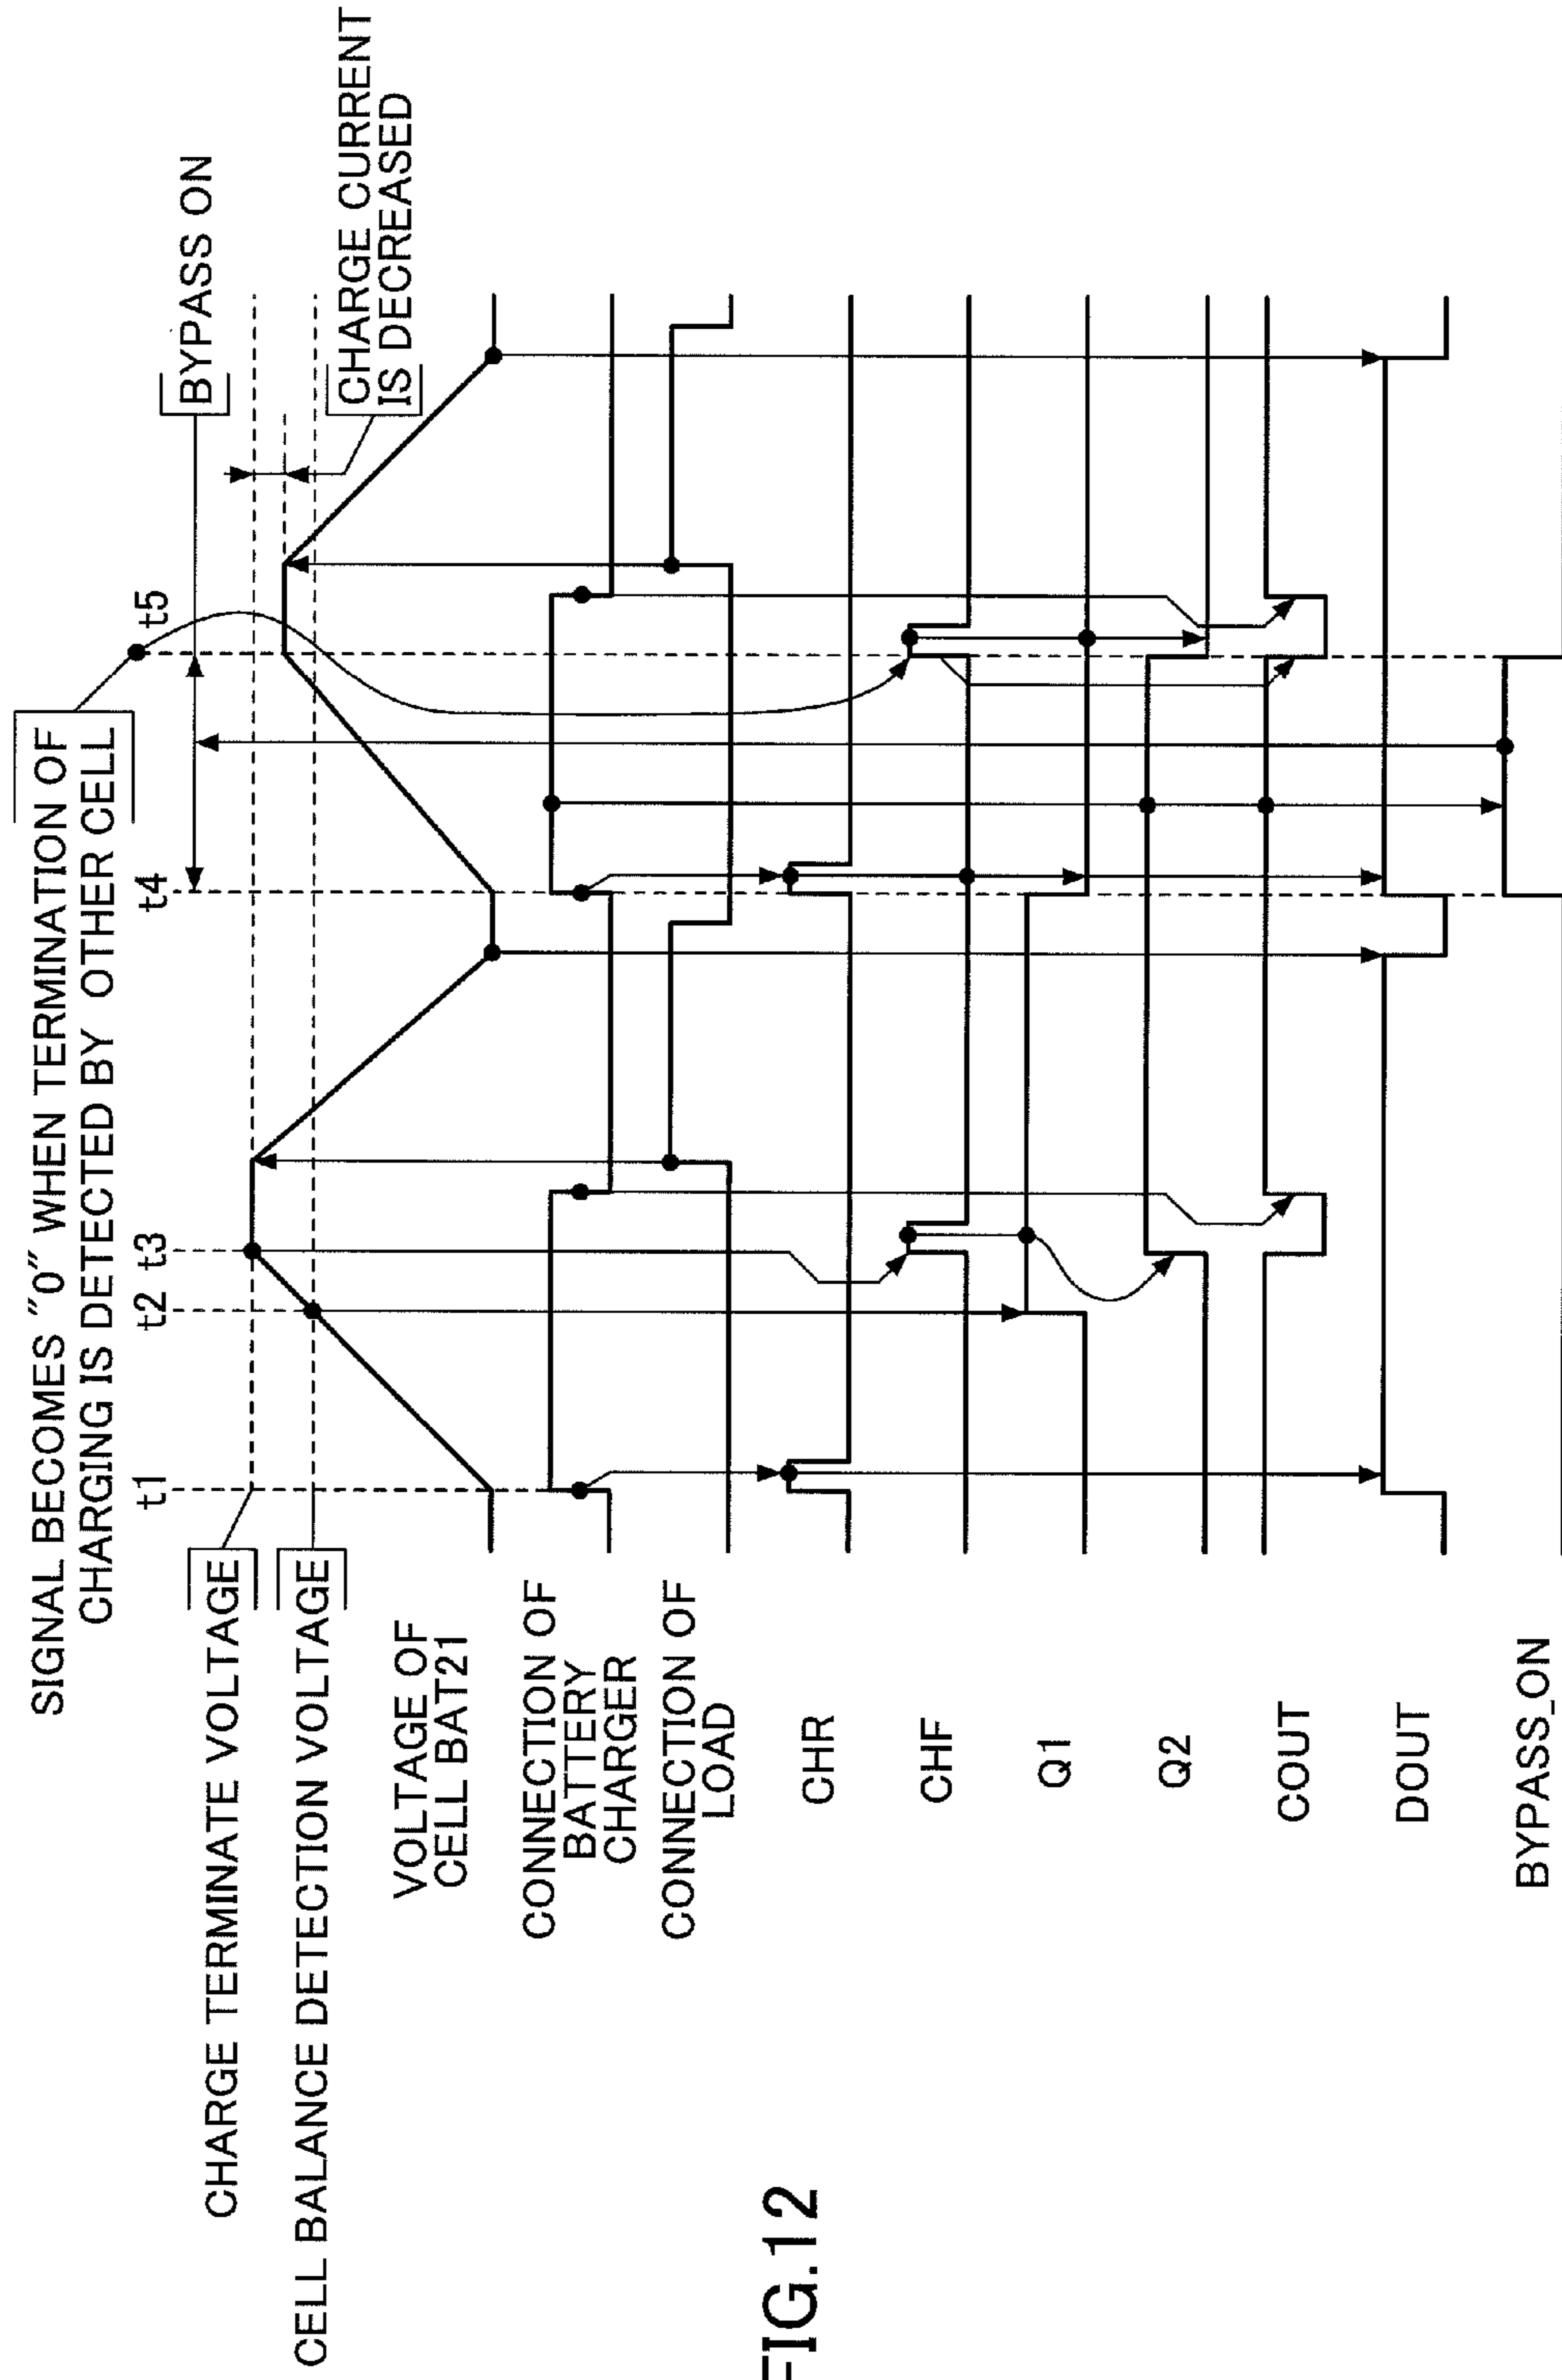 SIGNAL BECOMES ″0″ WHEN TERMINATION OF
CHARGING IS DETECTED BY OTHER CELL
t1
t2
t3
t4
t5
BYPASS ON
CHARGE CURRENT
IS DECREASED
CHARGE TERMINATE VOLTAGE
CELL BALANCE DETECTION VOLTAGE
VOLTAGE OF
CELL BAT21
CONNECTION OF
BATTERY
CHARGER
CONNECTION OF
LOAD
CHR
CHF
Q1
Q2
COUT
DOUT
BYPASS_ON
FIG.12